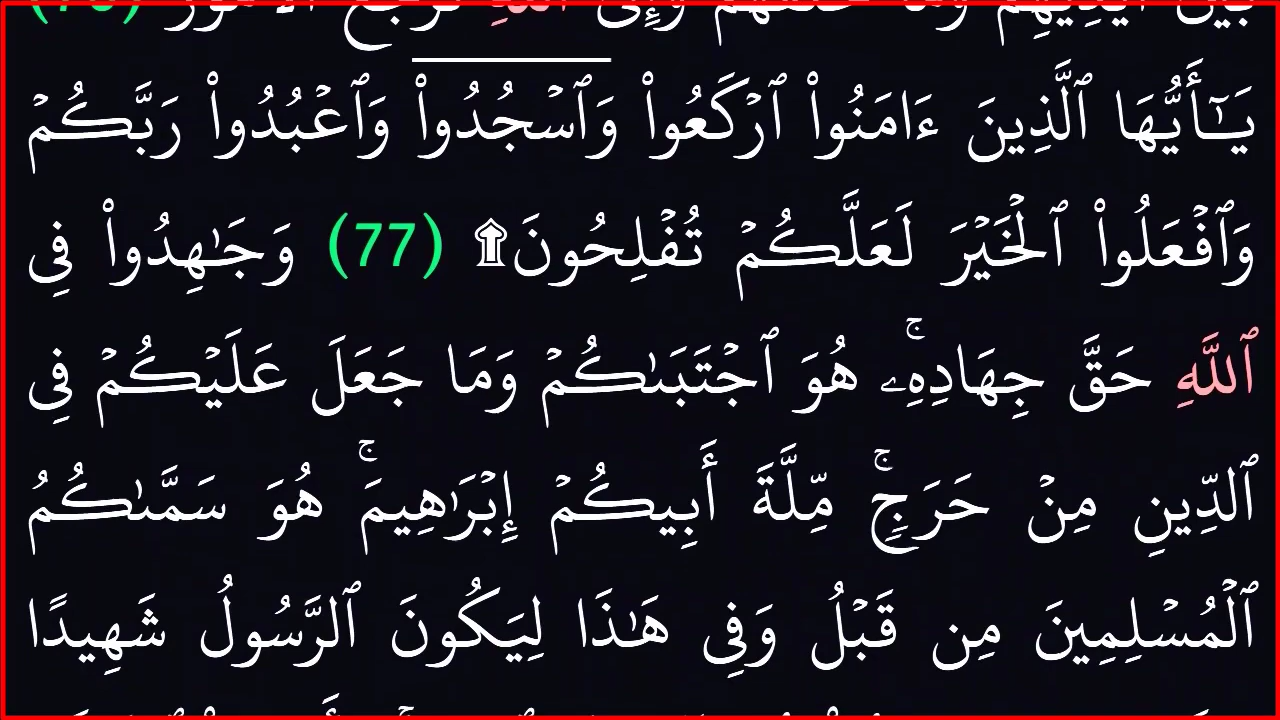 يَـٰٓأَيُّهَا ٱلَّذِينَ ءَامَنُوا۟ ٱرْكَعُوا۟ وَٱسْجُدُوا۟ وَٱعْبُدُوا۟ رَبَّكُمْ
وَٱفْعَلُوا۟ ٱلْخَيْرَ لَعَلَّكُمْ تُفْلِحُونَ۩ (77) وَجَـٰهِدُوا۟ فِى
ٱللَّهِ حَقَّ جِهَادِهِۦۚ هُوَ ٱجْتَبَىٰكُمْ وَمَا جَعَلَ عَلَيْكُمْ فِى
ٱلدِّينِ مِنْ حَرَجٍۚ مِّلَّةَ أَبِيكُمْ إِبْرَٰهِيمَۚ هُوَ سَمَّىٰكُمُ
ٱلْمُسْلِمِينَ مِن قَبْلُ وَفِى هَـٰذَا لِيَكُونَ ٱلرَّسُولُ شَهِيدًا